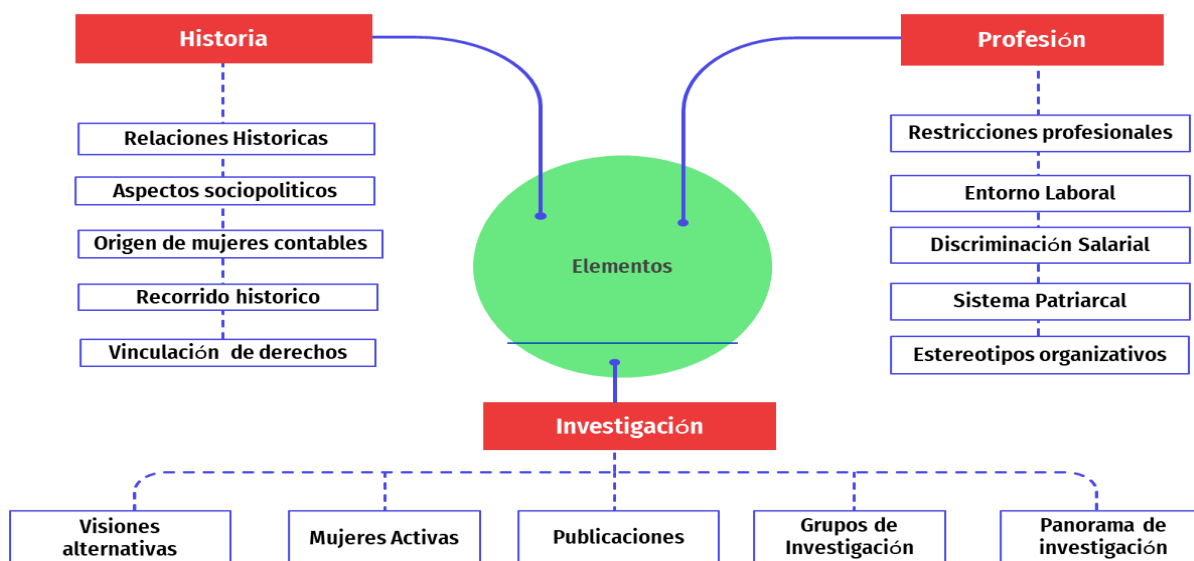 Historia
Relaciones Historicas
Aspectos sociopoliticos
Origen de mujeres contables
Recorrido historico
Vinculación de derechos
Elementos
Profesión
Restricciones profesionales
Entorno Laboral
Discriminación Salarial
Sistema Patriarcal
Estereotipos organizativos
Investigación
Visiones
alternativas
Mujeres Activas
Publicaciones
Grupos de
Investigación
Panorama de
investigación